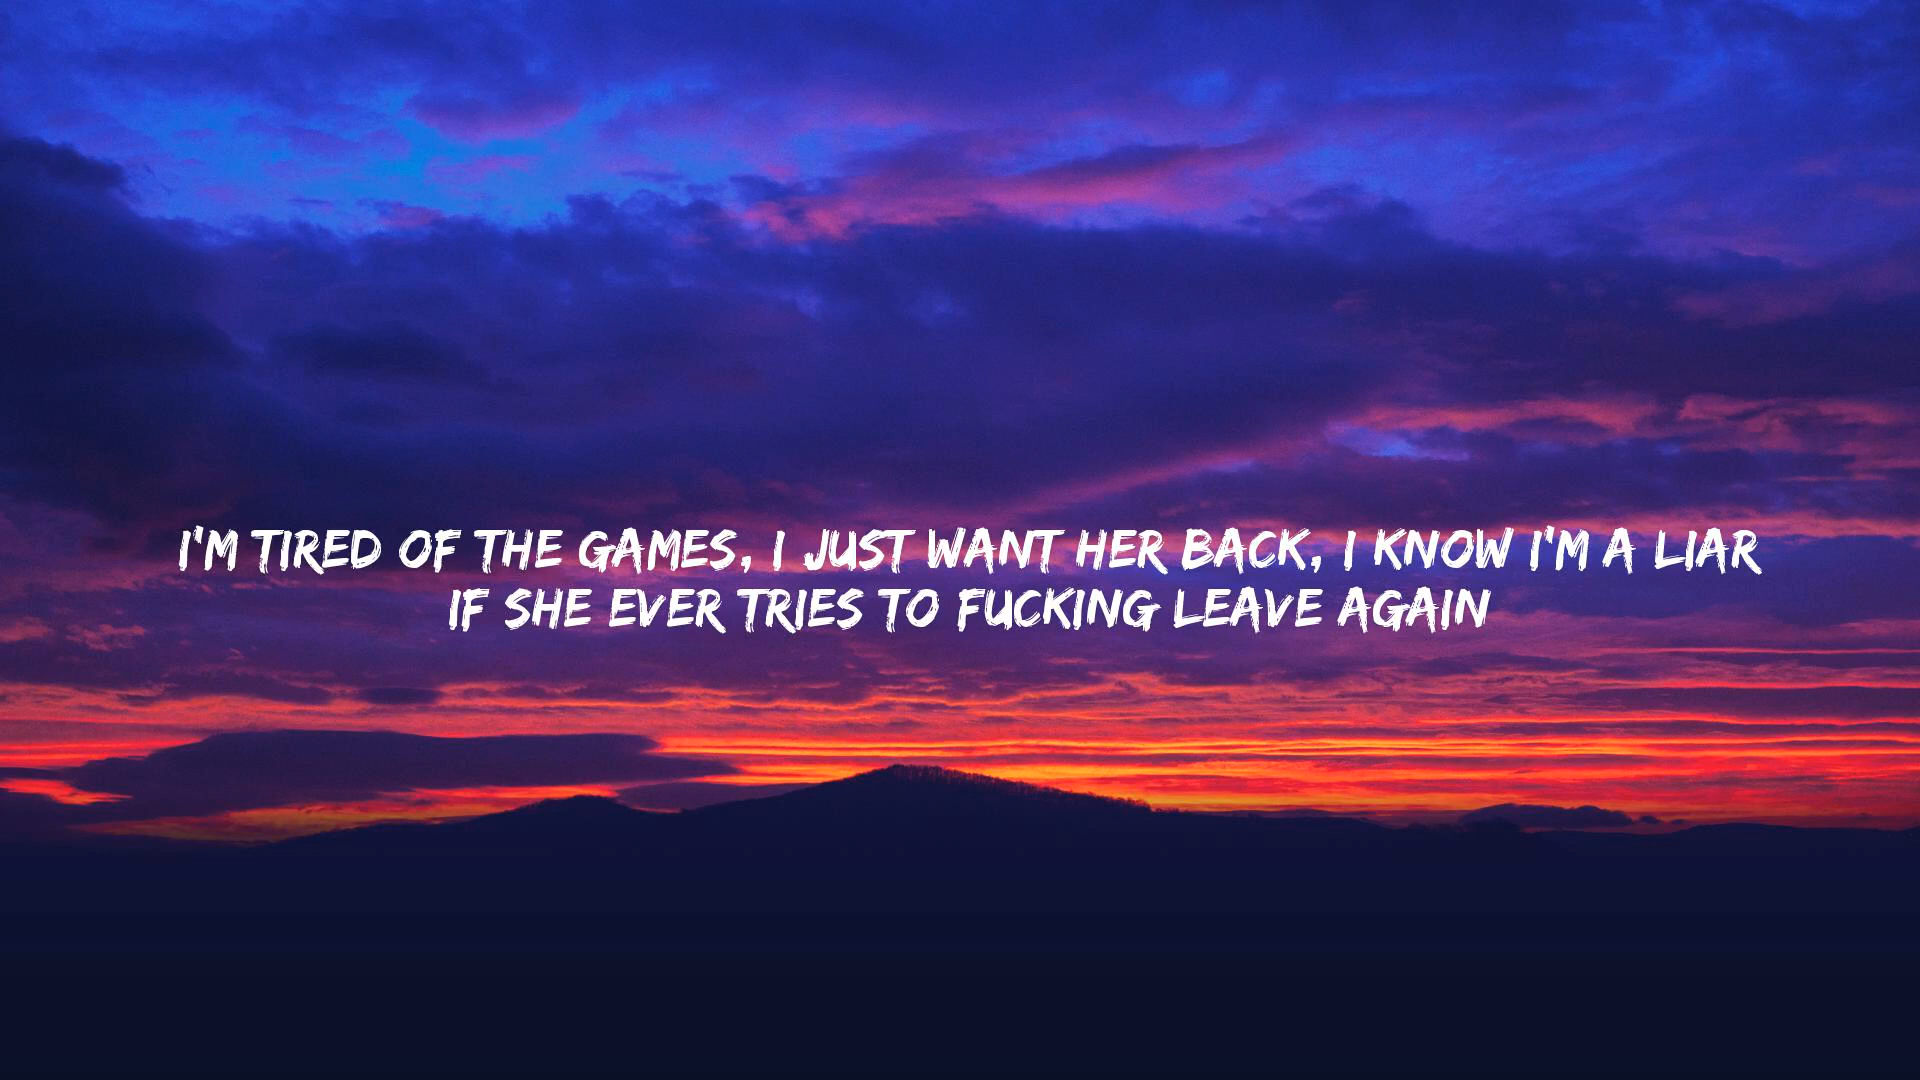 I'M TIRED OF THE GAMES, I JUST WANT HER BACK, I KNOW I'M A LIAR
IF SHE EVER TRIES TO FUCKING LEAVE AGAIN